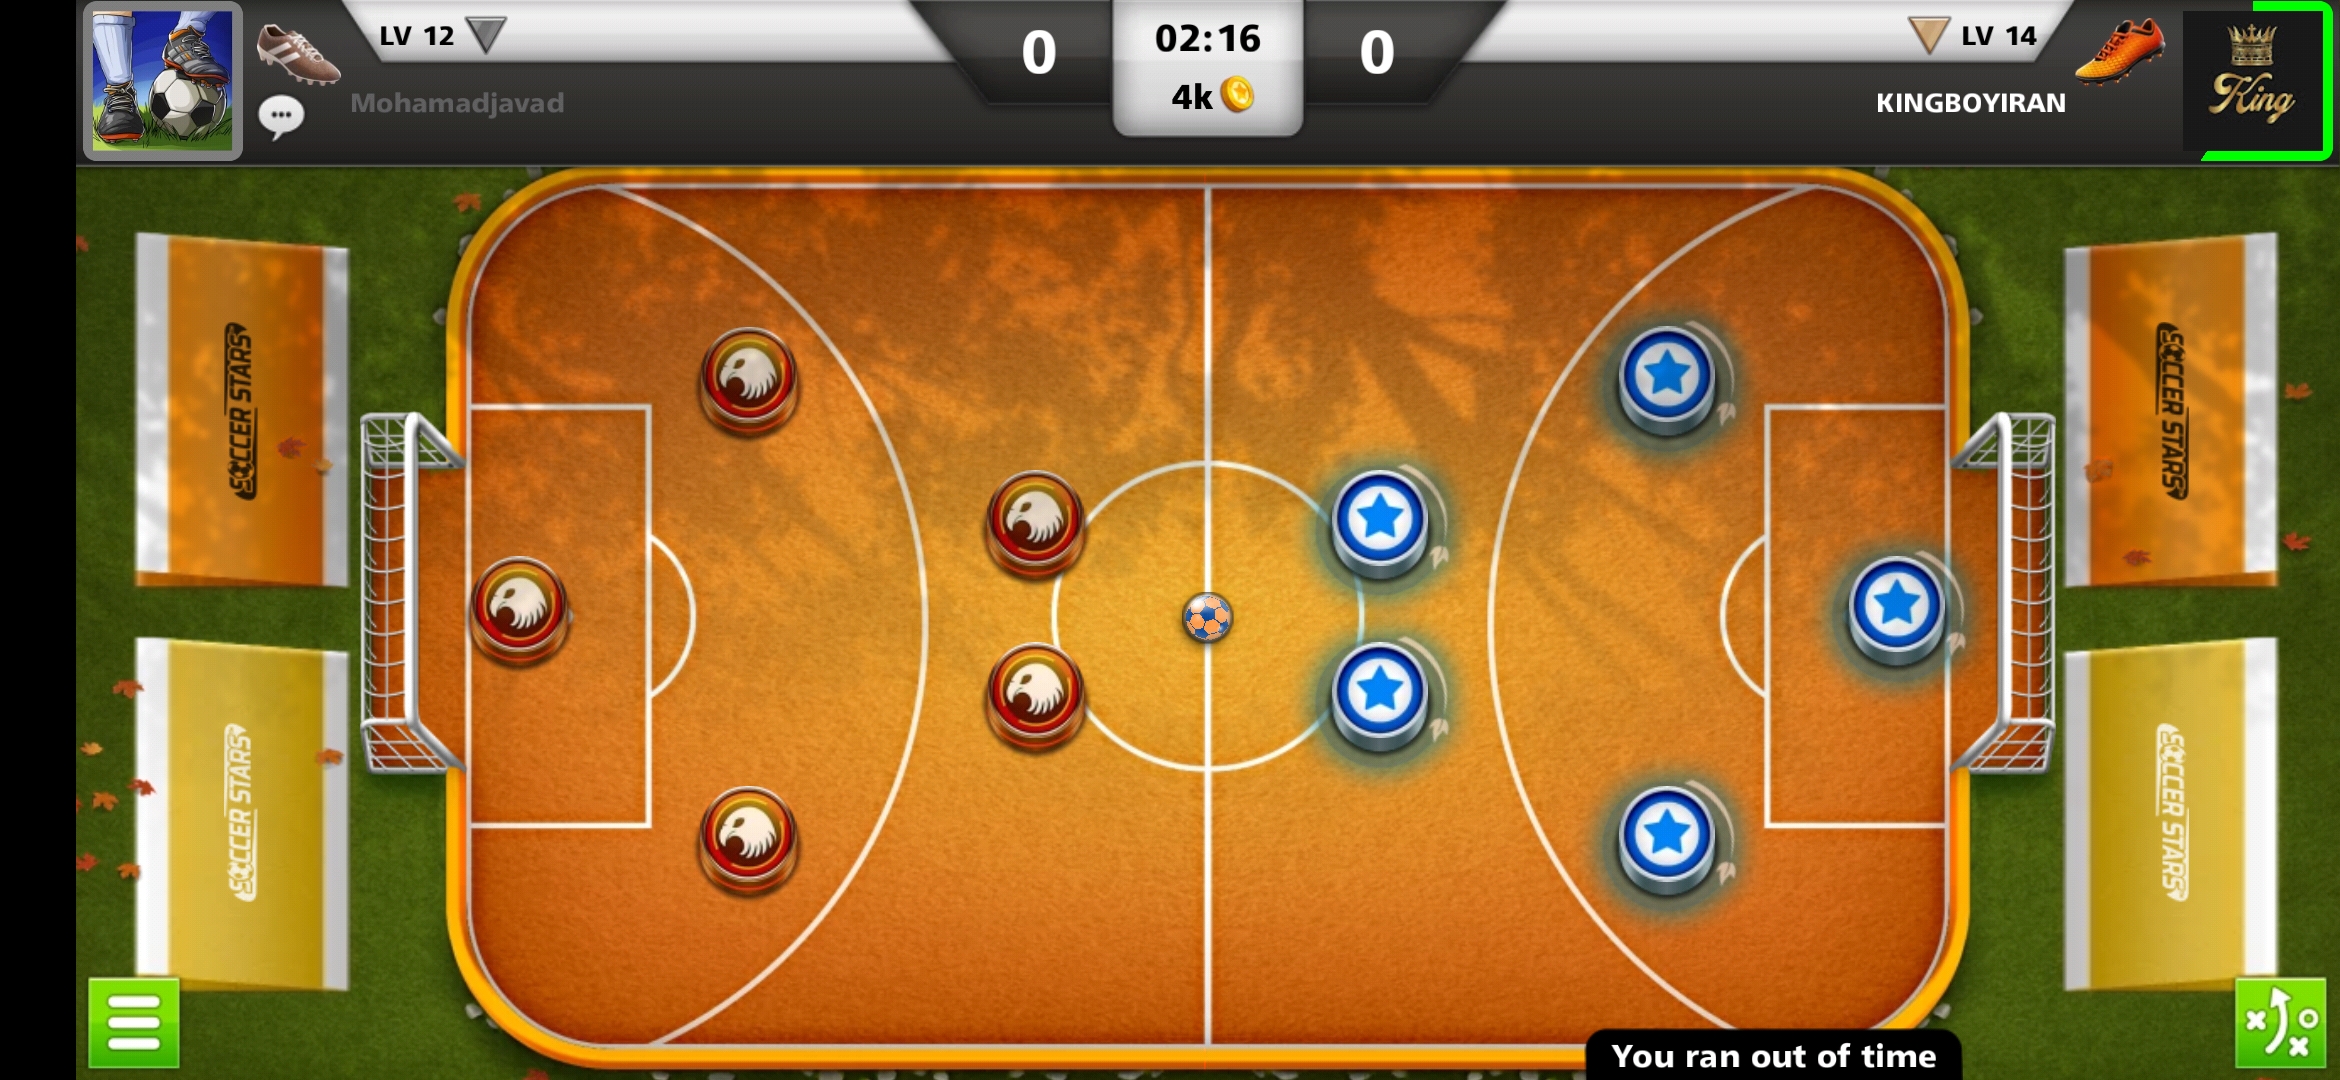 LV 12
0
02:16
0
LV 14
4k
Mohamadjavad
KINGBOYIRAN
King
SOCCER STARS
SOCCER STARS
SOCCER STARS
SOCCER STARS
You ran out of time